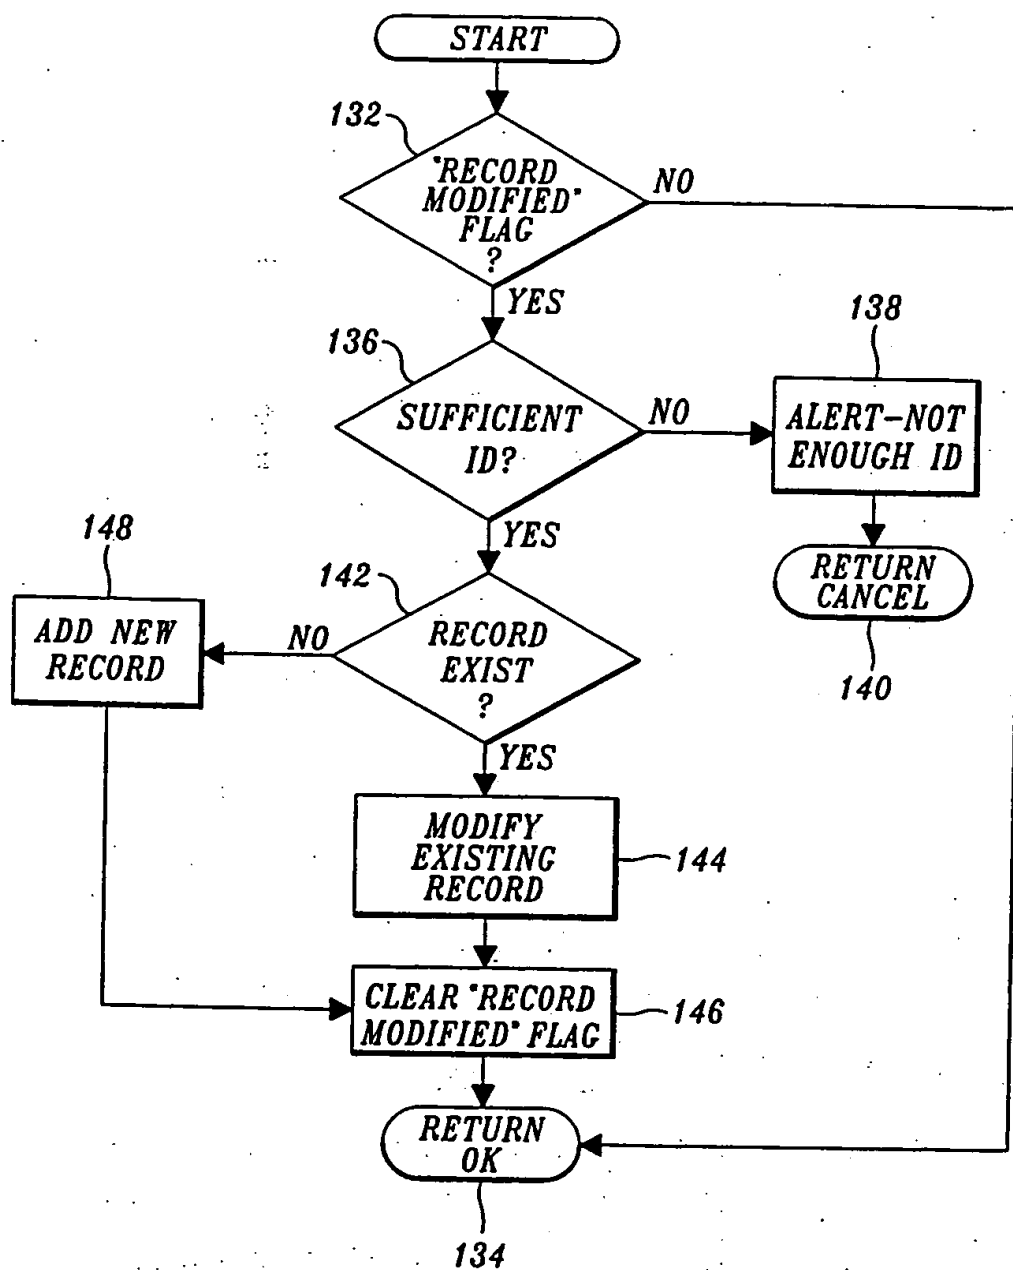 START
132
"RECORD
MODIFIED"
FLAG
?
NO
YES
136
SUFFICIENT
ID?
NO
138
ALERT-NOT
ENOUGH ID
YES
RETURN
CANCEL
140
148
ADD NEW
RECORD
NO
142
RECORD
EXIST
?
YES
MODIFY
EXISTING
RECORD
144
CLEAR "RECORD
MODIFIED" FLAG
146
RETURN
OK
134